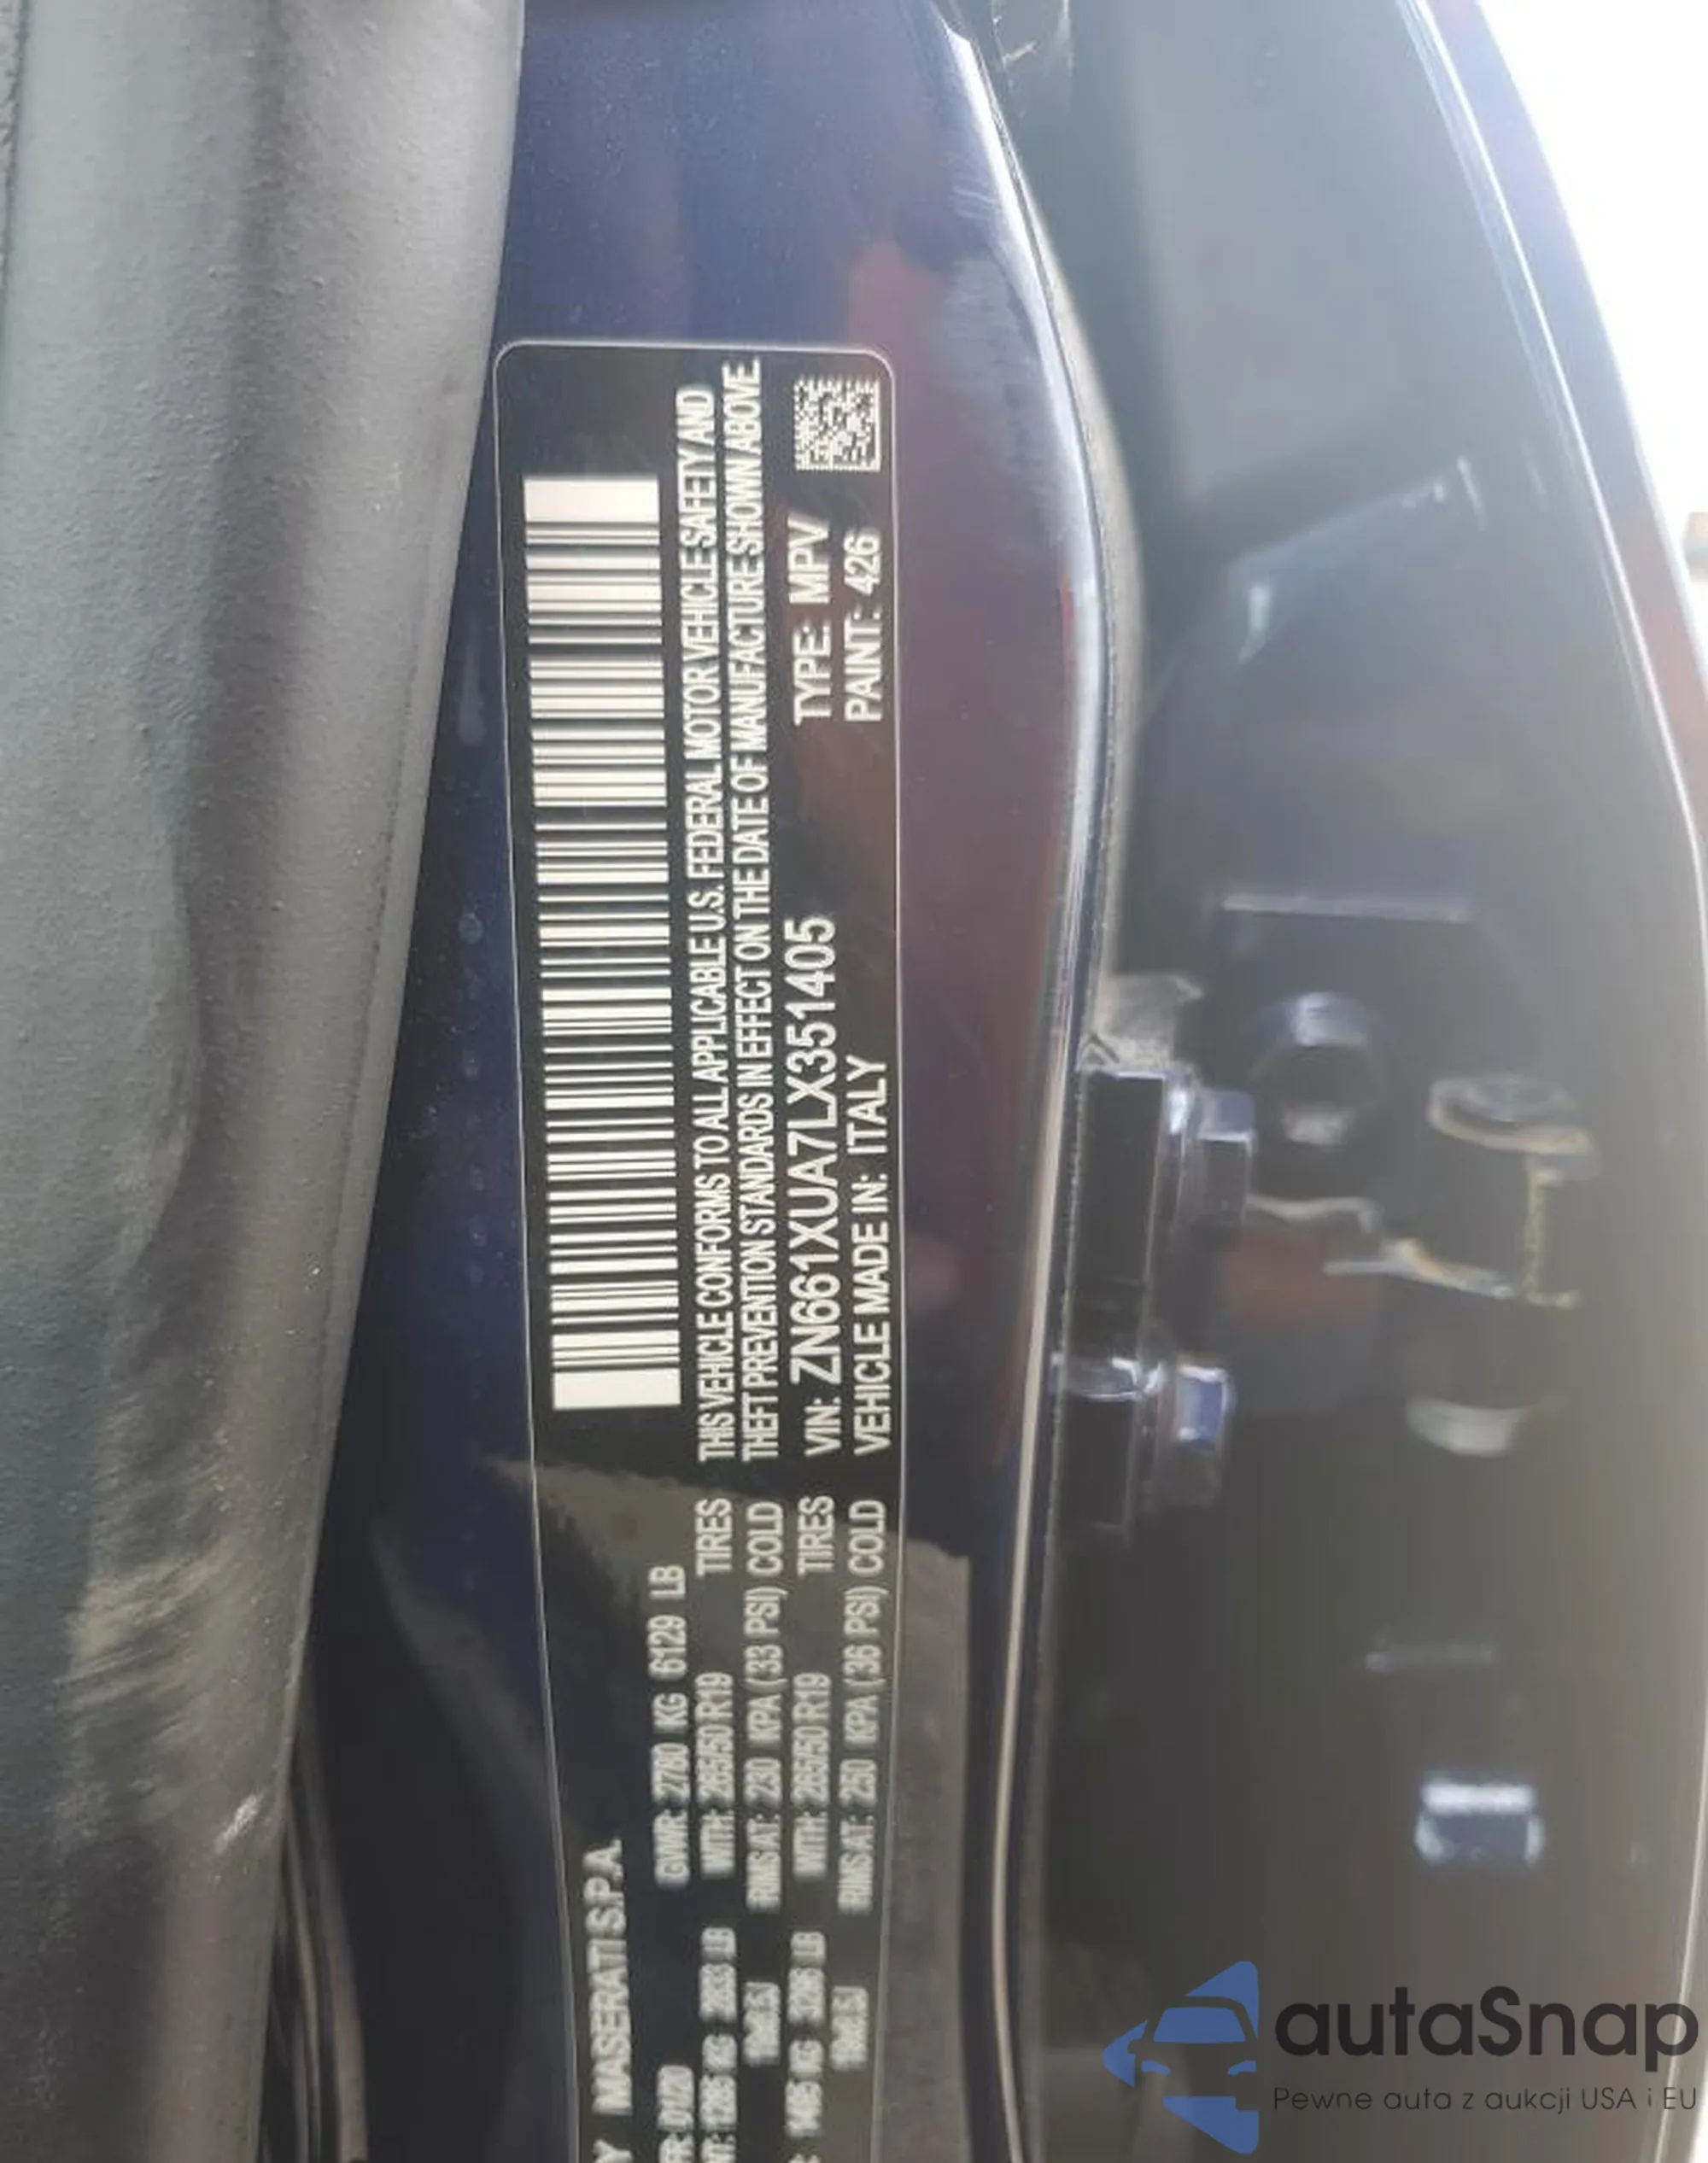 MASERATI S.P.A.
GVWR: 2780 KG 6129 LB
WITH: 265/50 R19 TIRES
RIMS AT: 230 KPA (33 PSI) COLD
WITH: 265/50 R19 TIRES
RIMS AT: 250 KPA (36 PSI) COLD
THIS VEHICLE CONFORMS TO ALL APPLICABLE U.S. FEDERAL MOTOR VEHICLE SAFETY AND
THEFT PREVENTION STANDARDS IN EFFECT ON THE DATE OF MANUFACTURE SHOWN ABOVE.
VIN: ZN661XUA7LX351405 TYPE: MPV
VEHICLE MADE IN: ITALY PAINT: 426
autaSnap
Pewne auta z aukcji USA i EU